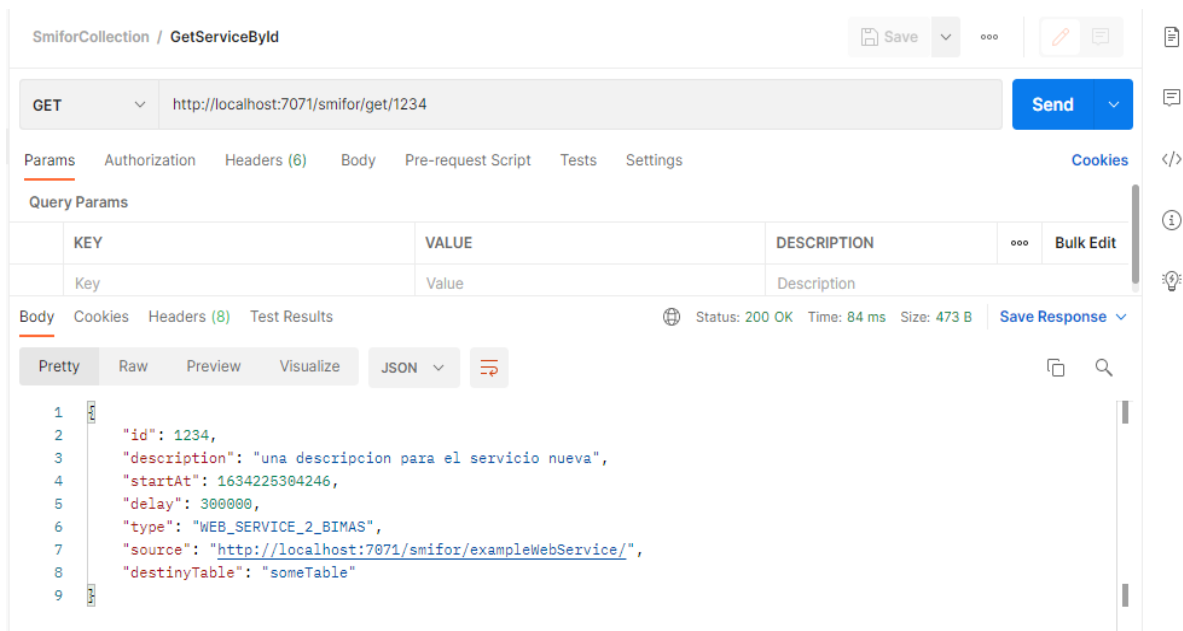 SmiforCollection / GetServiceById
Save
GET http://localhost:7071/smifor/get/1234 Send
Params Authorization Headers (6) Body Pre-request Script Tests Settings Cookies
Query Params
KEY VALUE DESCRIPTION Bulk Edit
Key Value Description
Body Cookies Headers (8) Test Results Status: 200 OK Time: 84 ms Size: 473 B Save Response
Pretty Raw Preview Visualize JSON
1 {
2 "id": 1234,
3 "description": "una descripcion para el servicio nueva",
4 "startAt": 1634225304246,
5 "delay": 300000,
6 "type": "WEB_SERVICE_2_BIMAS",
7 "source": "http://localhost:7071/smifor/exampleWebService/",
8 "destinyTable": "someTable"
9 }